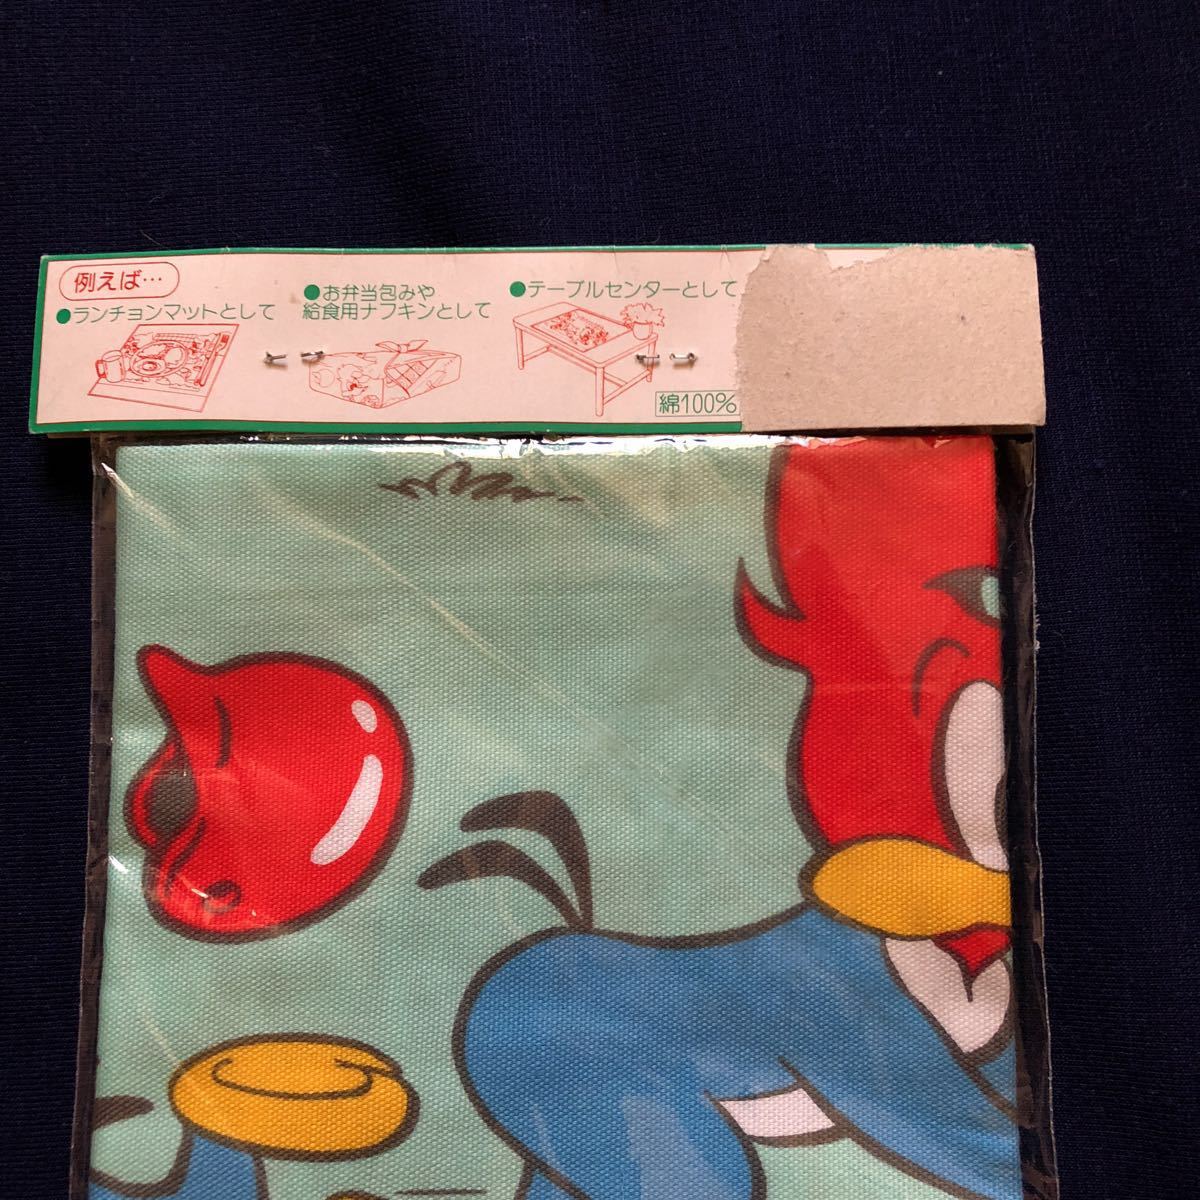 例えば…
●ランチョンマットとして
●お弁当包みや
給食用ナフキンとして
●テーブルセンターとして
綿100%